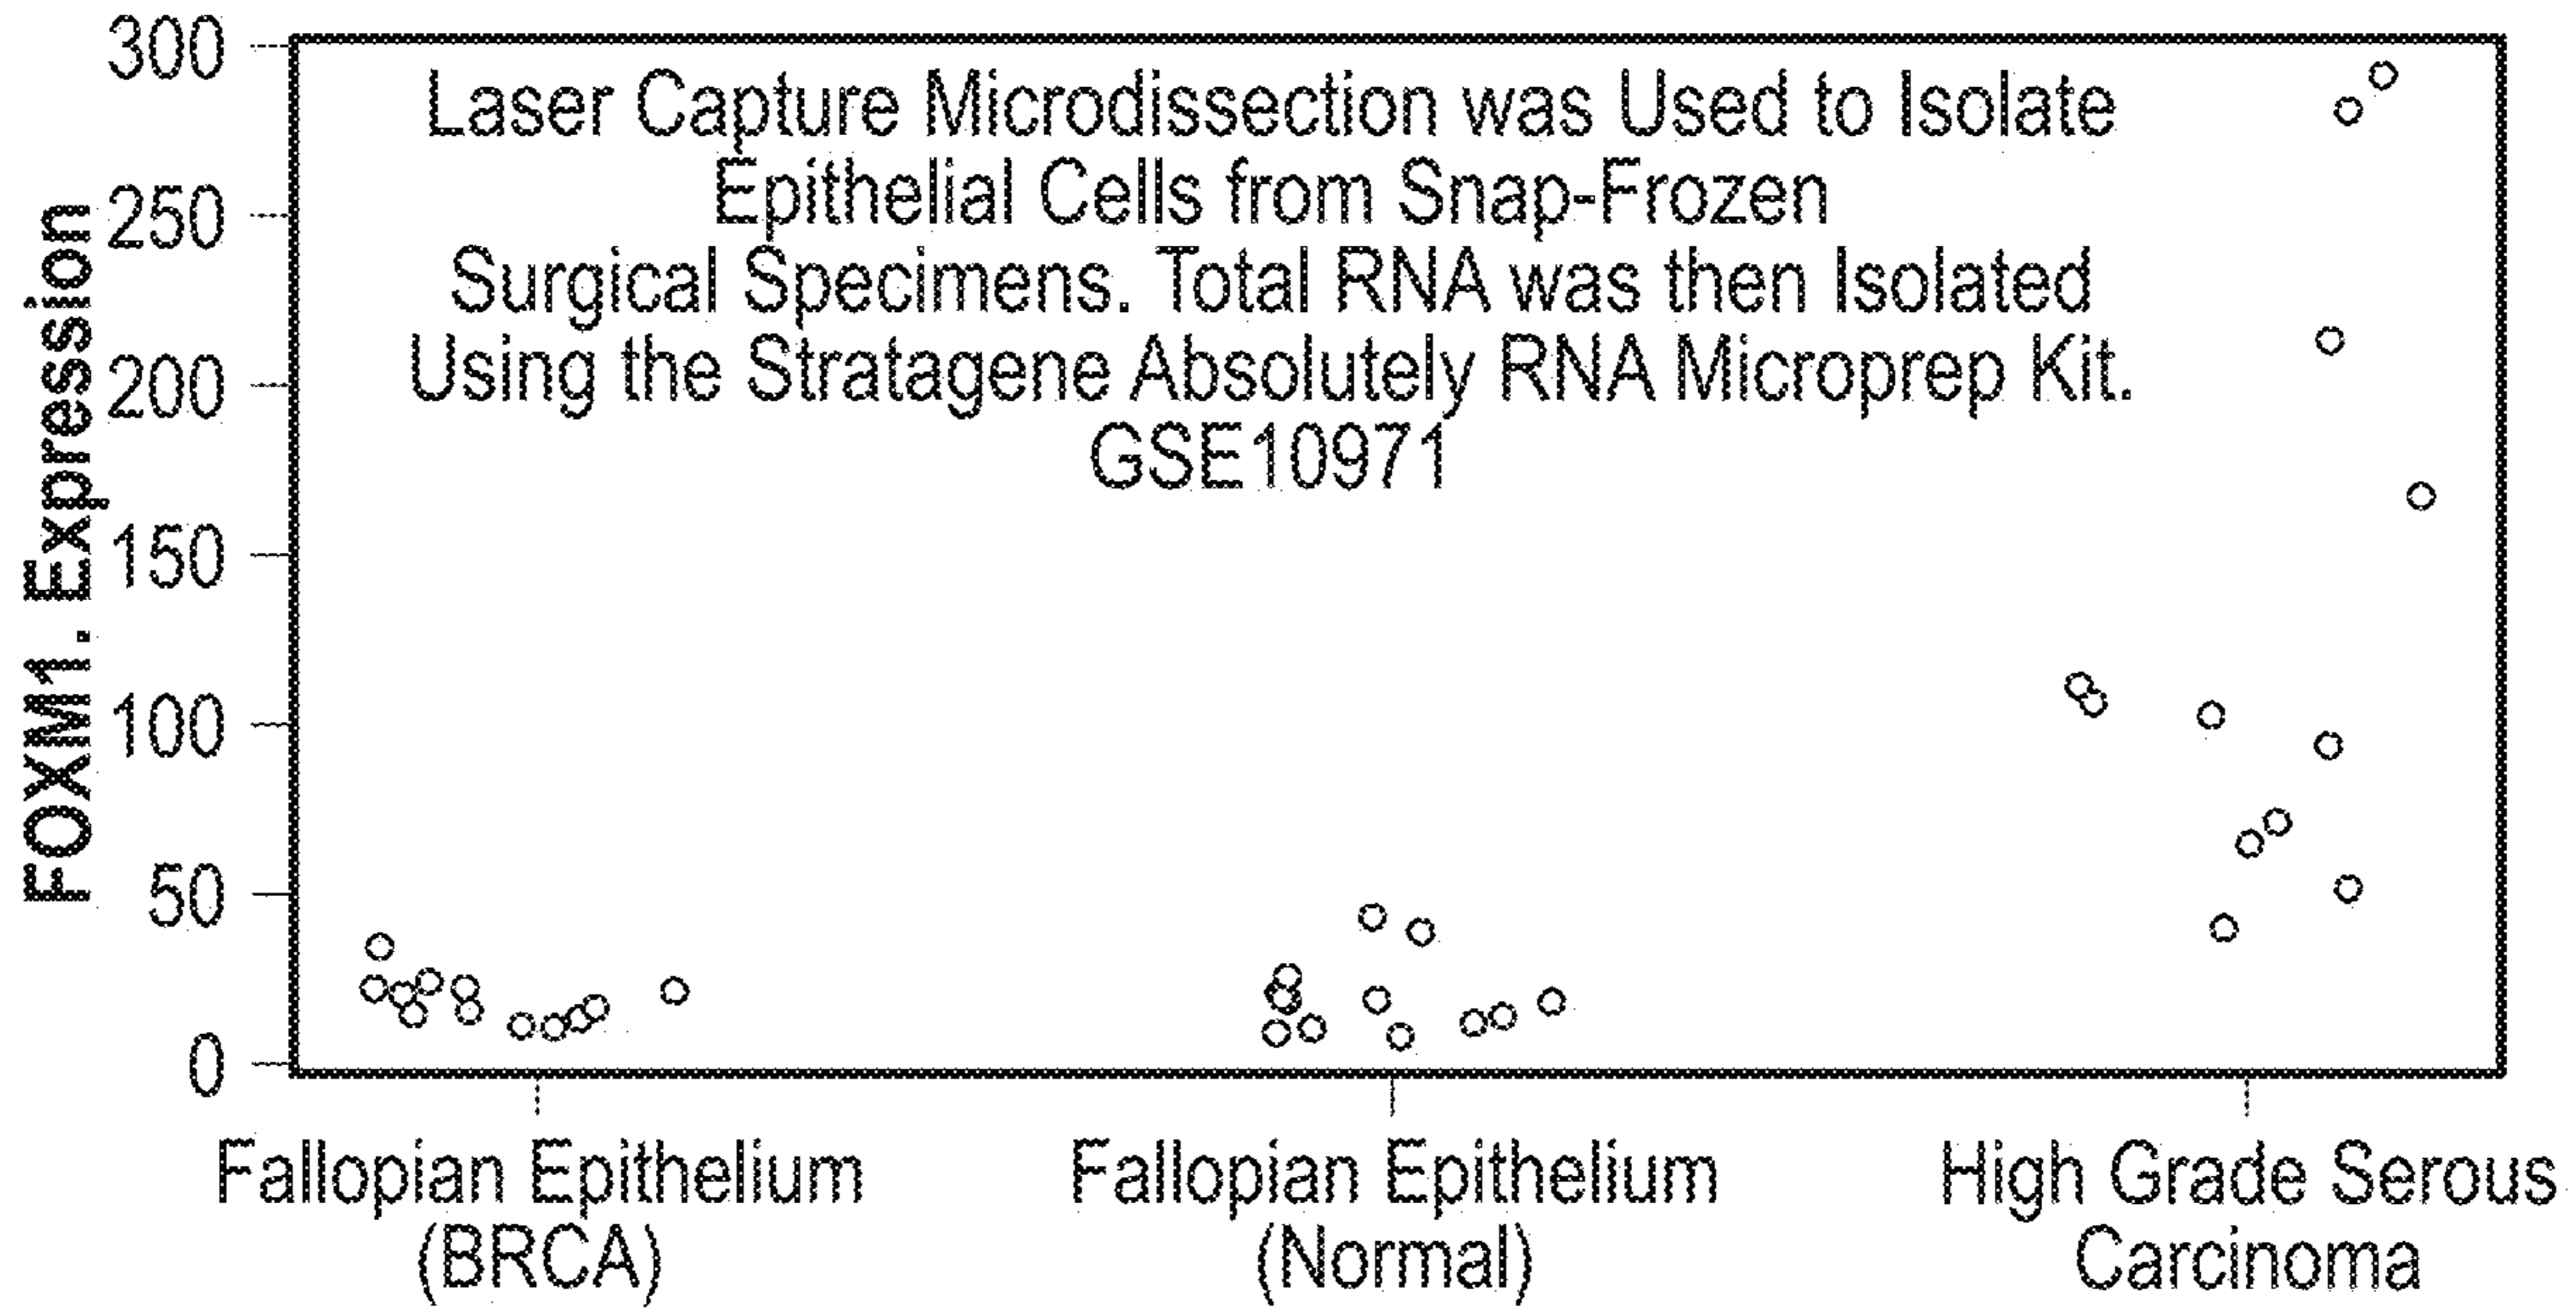 300
Laser Capture Microdissection was Used to Isolate
Epithelial Cells from Snap-Frozen
Surgical Specimens. Total RNA was then Isolated
Using the Stratagene Absolutely RNA Microprep Kit.
GSE10971
250
200
150
100
50
0
FOXM1. Expression
Fallopian Epithelium
(BRCA)
Fallopian Epithelium
(Normal)
High Grade Serous
Carcinoma